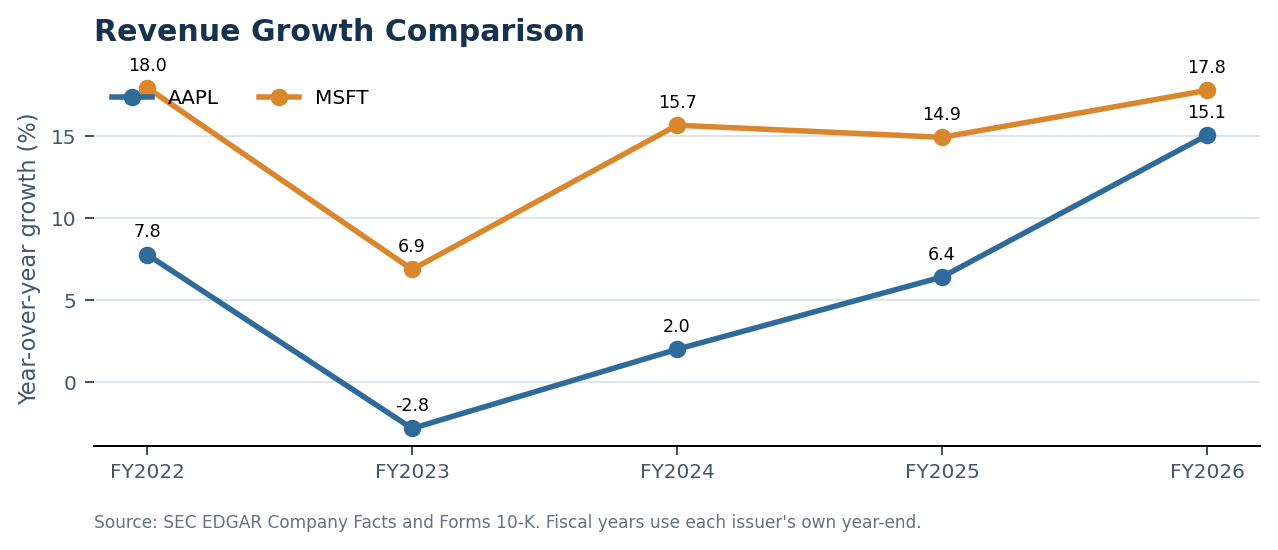 Revenue Growth Comparison
18.0
17.8
AAPL MSFT
15.7
14.9
15.1
15
10
7.8
6.9
6.4
5
2.0
0
-2.8
Year-over-year growth (%)
FY2022 FY2023 FY2024 FY2025 FY2026
Source: SEC EDGAR Company Facts and Forms 10-K. Fiscal years use each issuer's own year-end.